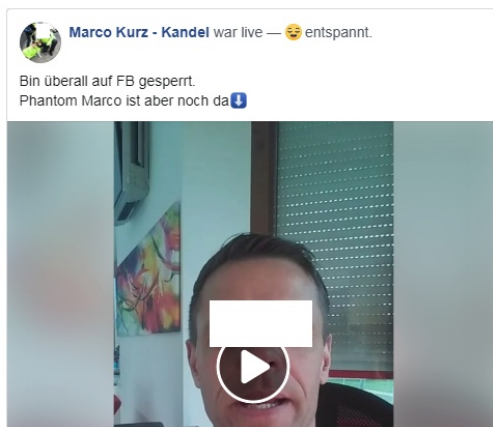 Marco Kurz - Kandel war live — 😌 entspannt.
Bin überall auf FB gesperrt.
Phantom Marco ist aber noch da⬇️